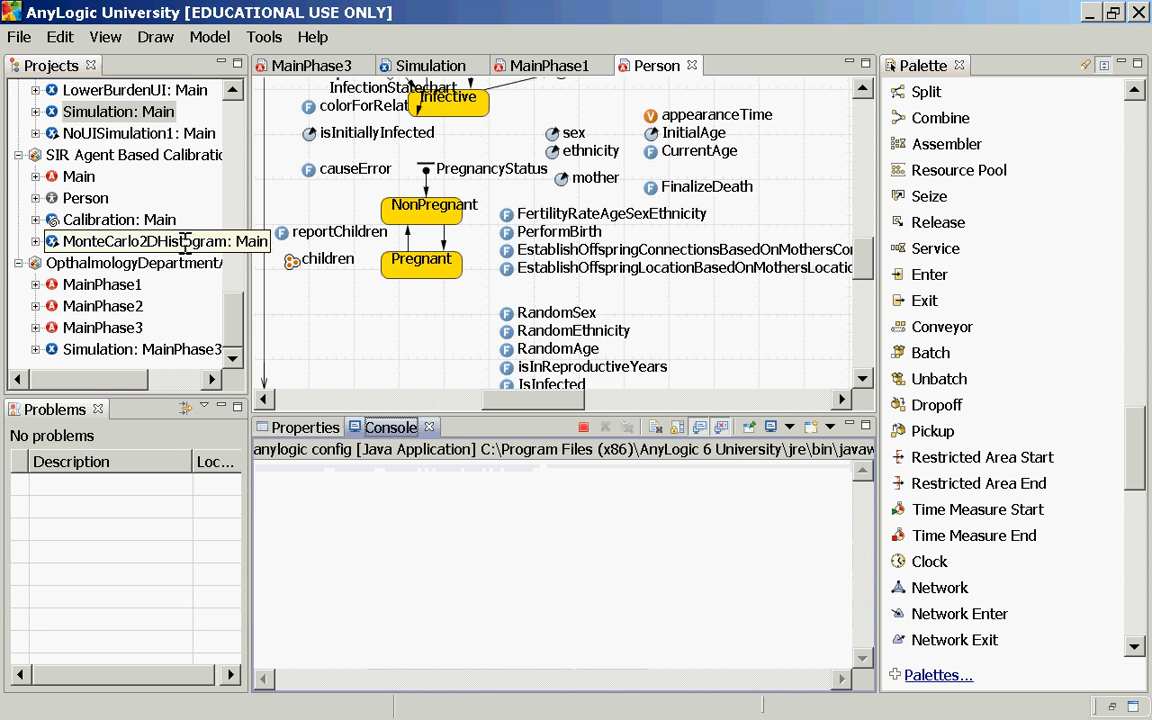 AnyLogic University [EDUCATIONAL USE ONLY]
File Edit View Draw Model Tools Help
Projects
LowerBurdenUI: Main
Simulation: Main
NoUISimulation1: Main
SIR Agent Based Calibratic
Main
Person
Calibration: Main
MonteCarlo2DHistogram: Main
OpthalmologyDepartmentA
MainPhase1
MainPhase2
MainPhase3
Simulation: MainPhase3
Problems
No problems
Description Loc...
MainPhase3 Simulation MainPhase1 Person
InfectionStatechart
colorForRelat
Infective
isInitiallyInfected
causeError
PregnancyStatus
NonPregnant
reportChildren
children
Pregnant
sex
ethnicity
mother
appearanceTime
InitialAge
CurrentAge
FinalizeDeath
FertilityRateAgeSexEthnicity
PerformBirth
EstablishOffspringConnectionsBasedOnMothersCon
EstablishOffspringLocationBasedOnMothersLocatic
RandomSex
RandomEthnicity
RandomAge
isInReproductiveYears
IsInfected
Properties Console
anylogic config [Java Application] C:\Program Files (x86)\AnyLogic 6 University\jre\bin\javaw
Palette
Split
Combine
Assembler
Resource Pool
Seize
Release
Service
Enter
Exit
Conveyor
Batch
Unbatch
Dropoff
Pickup
Restricted Area Start
Restricted Area End
Time Measure Start
Time Measure End
Clock
Network
Network Enter
Network Exit
Palettes...